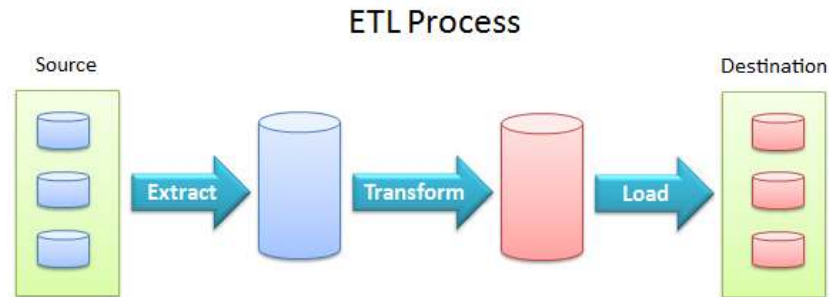 ETL Process
Source
Destination
Extract
Transform
Load